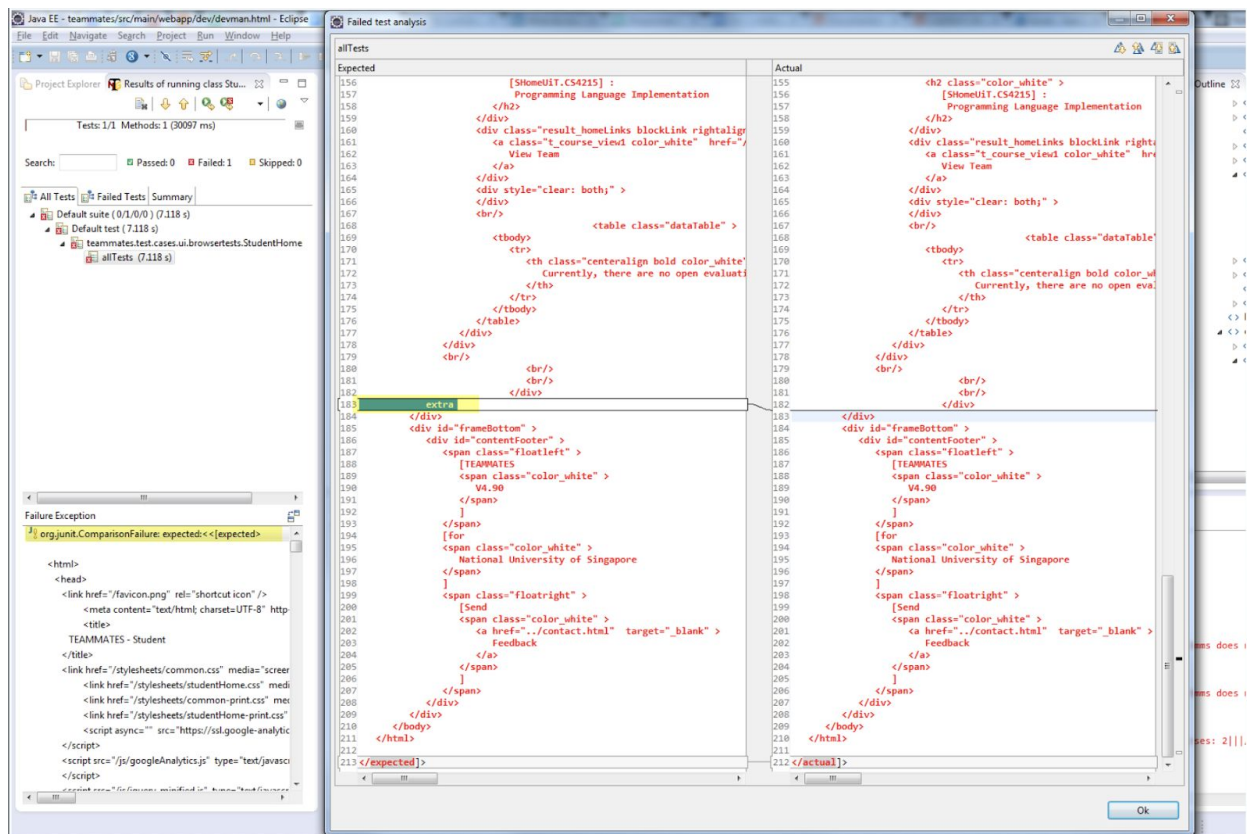 Java EE - teammates/src/main/webapp/dev/devman.html - Eclipse
File Edit Navigate Search Project Run Window Help
Project Explorer
Results of running class Stu...
Tests: 1/1 Methods: 1 (30097 ms)
Search:
Passed: 0
Failed: 1
Skipped: 0
All Tests
Failed Tests
Summary
Default suite ( 0/1/0/0 ) (7.118 s)
Default test ( 7.118 s)
teammates.test.cases.ui.browsertests.StudentHome
allTests (7.118 s)
Failure Exception
org.junit.ComparisonFailure: expected:<<[expected>
<html>
<head>
<link href="/favicon.png" rel="shortcut icon" />
<meta content="text/html; charset=UTF-8" http-
<title>
TEAMMATES - Student
</title>
<link href="/stylesheets/common.css" media="screer
<link href="/stylesheets/studentHome.css" medi
<link href="/stylesheets/common-print.css" mec
<link href="/stylesheets/studentHome-print.css"
<script async="" src="https://ssl.google-analytic
</script>
<script src="/js/googleAnalytics.js" type="text/javascr
</script>
Failed test analysis
allTests
Expected
156 [SHomeUiT.CS4215] :
157 Programming Language Implementation
158 </h2>
159 </div>
160 <div class="result_homeLinks blockLink rightalign
161 <a class="t_course_view1 color_white" href="/
162 View Team
163 </a>
164 </div>
165 <div style="clear: both;" >
166 </div>
167 <br/>
168 <table class="dataTable" >
169 <tbody>
170 <tr>
171 <th class="centeralign bold color_white"
172 Currently, there are no open evaluati
173 </th>
174 </tr>
175 </tbody>
176 </table>
177 </div>
178 </div>
179 <br/>
180 <br/>
181 <br/>
182 </div>
183 extra
184 </div>
185 <div id="frameBottom" >
186 <div id="contentFooter" >
187 <span class="floatleft" >
188 [TEAMMATES
189 <span class="color_white" >
190 V4.90
191 </span>
192 ]
193 </span>
194 [for
195 <span class="color_white" >
196 National University of Singapore
197 </span>
198 ]
199 <span class="floatright" >
200 [Send
201 <span class="color_white" >
202 <a href="../contact.html" target="_blank" >
203 Feedback
204 </a>
205 </span>
206 ]
207 </span>
208 </div>
209 </div>
210 </body>
211 </html>
212
213 </expected]>
Actual
155 <h2 class="color_white" >
156 [SHomeUiT.CS4215] :
157 Programming Language Implementation
158 </h2>
159 </div>
160 <div class="result_homeLinks blockLink righta
161 <a class="t_course_view1 color_white" hre
162 View Team
163 </a>
164 </div>
165 <div style="clear: both;" >
166 </div>
167 <br/>
168 <table class="dataTable"
169 <tbody>
170 <tr>
171 <th class="centeralign bold color_wh
172 Currently, there are no open eval
173 </th>
174 </tr>
175 </tbody>
176 </table>
177 </div>
178 </div>
179 <br/>
180 <br/>
181 <br/>
182 </div>
183 </div>
184 <div id="frameBottom" >
185 <div id="contentFooter" >
186 <span class="floatleft" >
187 [TEAMMATES
188 <span class="color_white" >
189 V4.90
190 </span>
191 ]
192 </span>
193 [for
194 <span class="color_white" >
195 National University of Singapore
196 </span>
197 ]
198 <span class="floatright" >
199 [Send
200 <span class="color_white" >
201 <a href="../contact.html" target="_blank" >
202 Feedback
203 </a>
204 </span>
205 ]
206 </span>
207 </div>
208 </div>
209 </body>
210 </html>
211
212 </actual]>
Ok
Outline
mms does
mms does
ses: 2|||